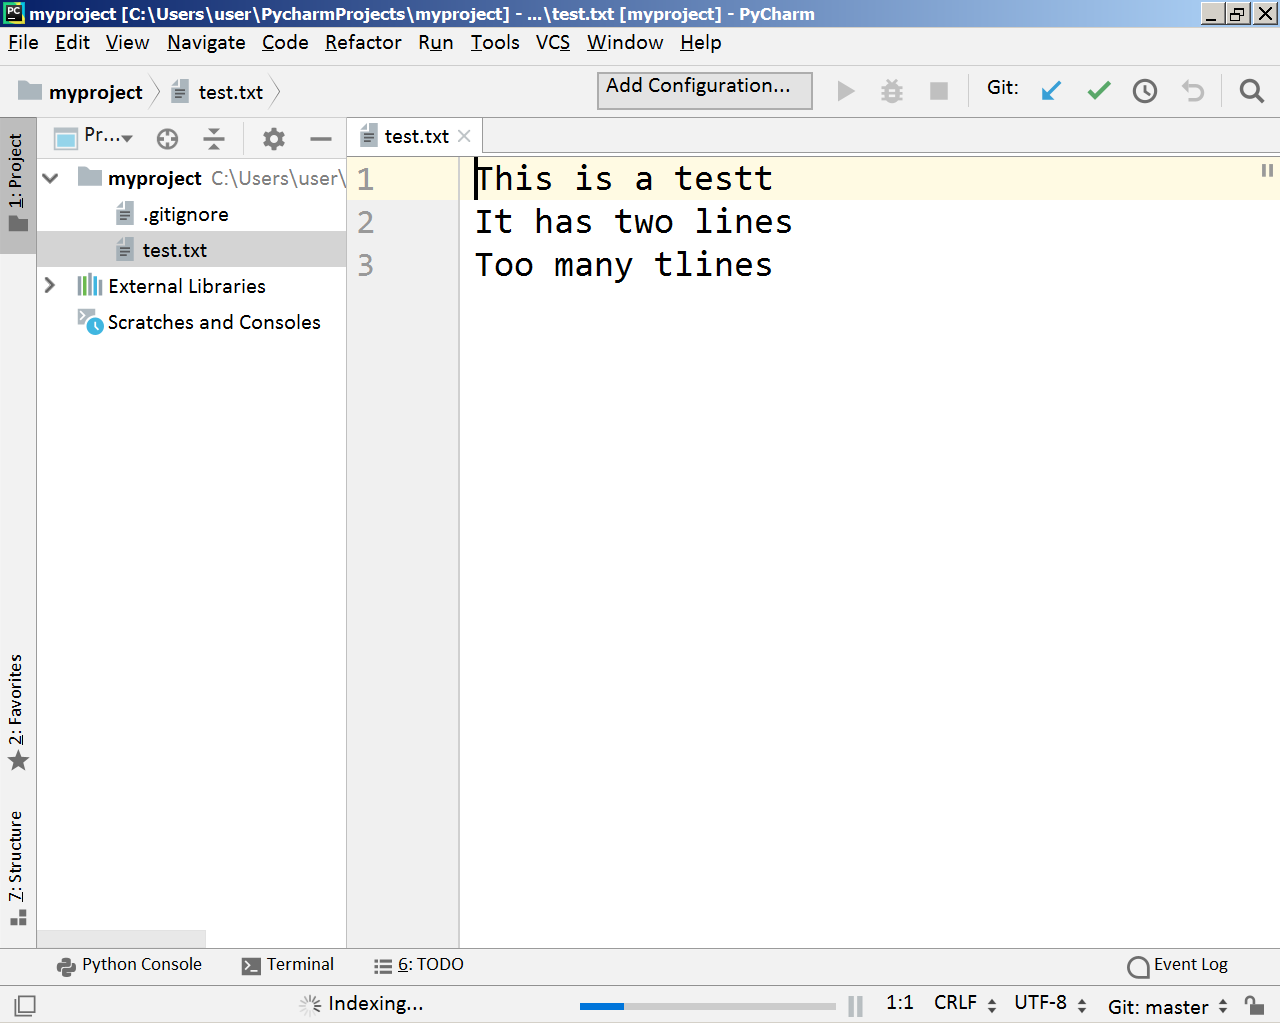 PC myproject [C:\Users\user\PycharmProjects\myproject] - ...\test.txt [myproject] - PyCharm
File Edit View Navigate Code Refactor Run Tools VCS Window Help
myproject test.txt Add Configuration... Git:
1: Project
Pr...
test.txt
myproject C:\Users\user\
.gitignore
test.txt
External Libraries
Scratches and Consoles
1 This is a testt
2 It has two lines
3 Too many tlines
2: Favorites
7: Structure
Python Console Terminal 6: TODO Event Log
Indexing... 1:1 CRLF UTF-8 Git: master